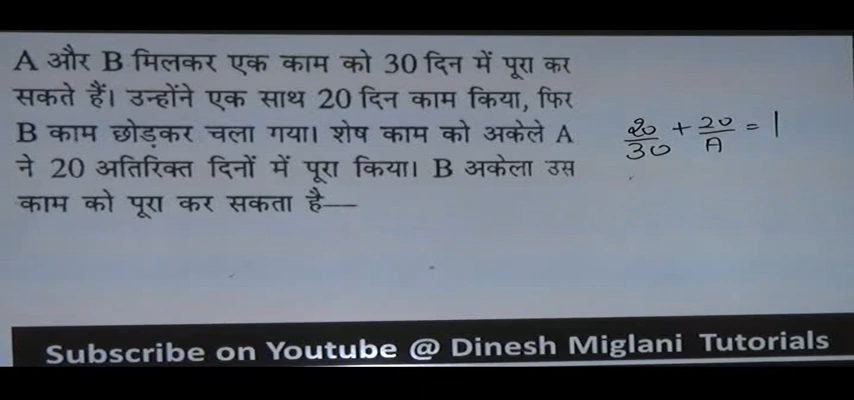 A और B मिलकर एक काम को 30 दिन में पूरा कर
सकते हैं। उन्होंने एक साथ 20 दिन काम किया, फिर
B काम छोड़कर चला गया। शेष काम को अकेले A
ने 20 अतिरिक्त दिनों में पूरा किया। B अकेला उस
काम को पूरा कर सकता है—
20/30 + 20/A = 1
Subscribe on Youtube @ Dinesh Miglani Tutorials